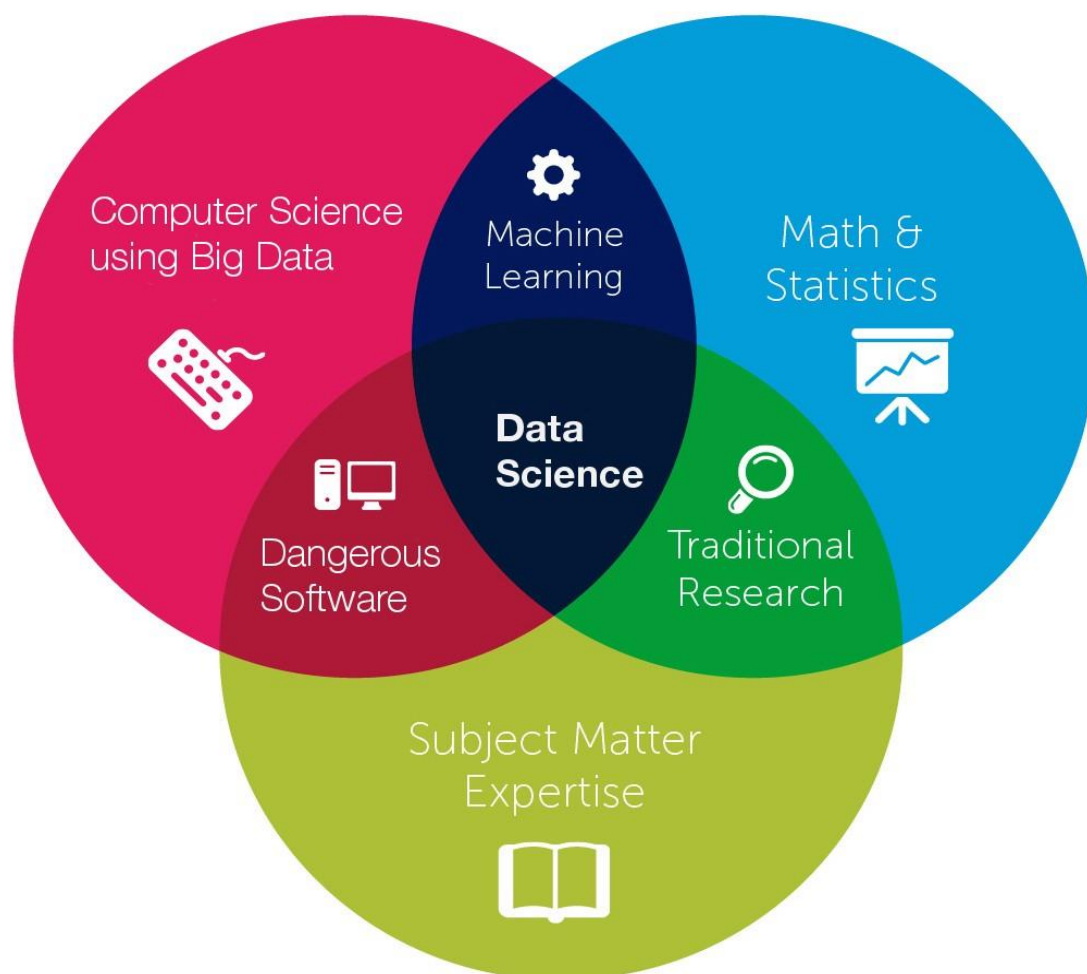 Computer Science
using Big Data
Machine
Learning
Math &
Statistics
Data
Science
Dangerous
Software
Traditional
Research
Subject Matter
Expertise